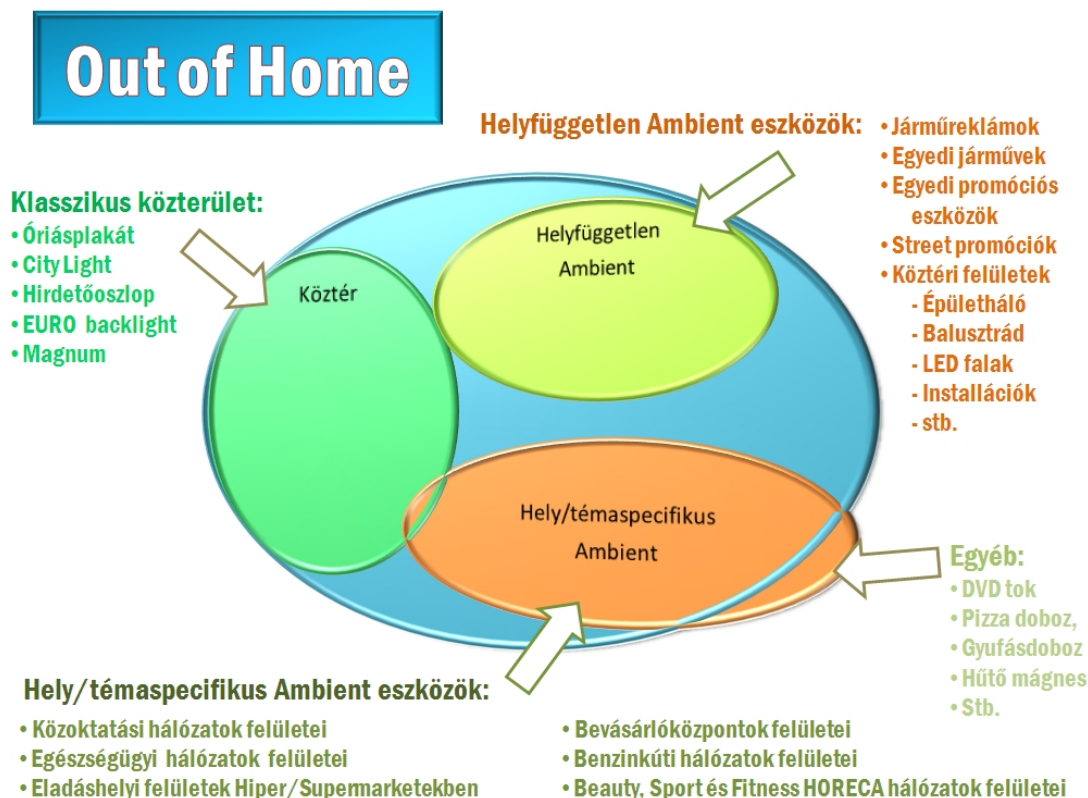 Out of Home
Helyfüggetlen Ambient eszközök:
• Járműreklámok
• Egyedi járművek
• Egyedi promóciós
eszközök
• Street promóciók
• Köztéri felületek
- Épületháló
- Balusztrád
- LED falak
- Installációk
- stb.
Klasszikus közterület:
• Óriásplakát
• City Light
• Hirdetőoszlop
• EURO backlight
• Magnum
Köztér
Helyfüggetlen
Ambient
Hely/témaspecifikus
Ambient
Egyéb:
• DVD tok
• Pizza doboz,
• Gyufásdoboz
• Hűtő mágnes
• Stb.
Hely/témaspecifikus Ambient eszközök:
• Közoktatási hálózatok felületei
• Egészségügyi hálózatok felületei
• Eladáshelyi felületek Hiper/Supermarketekben
• Bevásárlóközpontok felületei
• Benzinkúti hálózatok felületei
• Beauty, Sport és Fitness HORECA hálózatok felületei